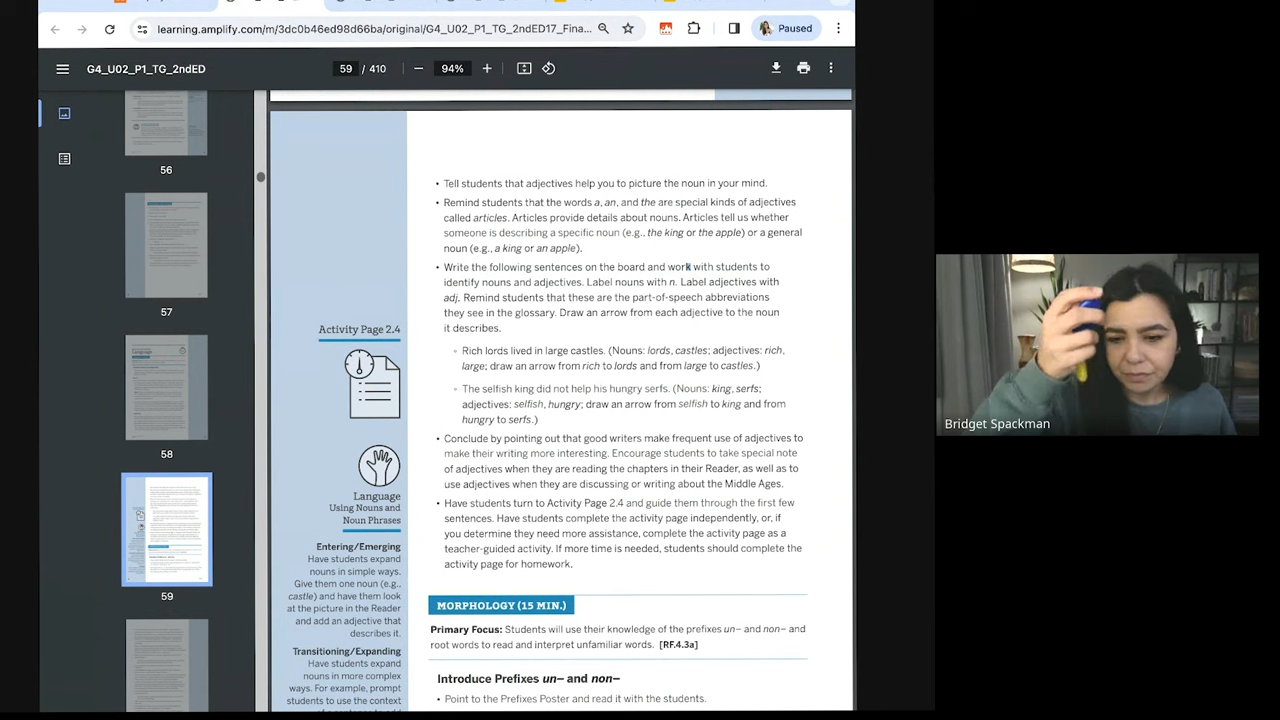 learning.amplify.com/m/3dc0b46ed98d66ba/original/G4_U02_P1_TG_2ndED17_Fina...
Paused
G4_U02_P1_TG_2ndED
59 / 410
94%
56
57
58
59
• Tell students that adjectives help you to picture the noun in your mind.
• Remind students that the words a, an, and the are special kinds of adjectives
called articles. Articles provide details about nouns. Articles tell us whether
someone is describing a specific noun (e.g., the king or the apple) or a general
noun (e.g., a king or an apple).
• Write the following sentences on the board and work with students to
identify nouns and adjectives. Label nouns with n. Label adjectives with
adj. Remind students that these are the part-of-speech abbreviations
they see in the glossary. Draw an arrow from each adjective to the noun
it describes.
◦ Rich lords lived in large castles. (Nouns: lords, castles; adjectives: rich,
large; draw an arrow from rich to lords and from large to castles.)
◦ The selfish king did not help his hungry serfs. (Nouns: king, serfs;
adjectives: selfish, hungry; draw an arrow from selfish to king and from
hungry to serfs.)
• Conclude by pointing out that good writers make frequent use of adjectives to
make their writing more interesting. Encourage students to take special note
of adjectives when they are reading the chapters in their Reader, as well as to
use adjectives when they are discussing or writing about the Middle Ages.
• Have students turn to Activity Page 2.4 and guide them through the first few
sentences. Have students complete the activity page independently, or, if
you determine they need more assistance, complete the activity page as a
teacher-guided activity. If more time is needed, students should complete the
activity page for homework.
MORPHOLOGY (15 MIN.)
Primary Focus: Students will use their knowledge of the prefixes un– and non– and
root words to read and interpret unfamiliar words. [RF.4.3a]
Introduce Prefixes un– and non–
• Point to the Prefixes Poster and read it with the students.
Activity Page 2.4
Language
Using Nouns and
Noun Phrases
Entering/Emerging
Have students expand
nouns in simple ways.
Give them one noun (e.g.,
castle) and have them look
at the picture in the Reader
and add an adjective that
describes it.
Transitioning/Expanding
Have students expand
nouns in more complex
ways. For example, prompt
students to use the context
Bridget Spackman